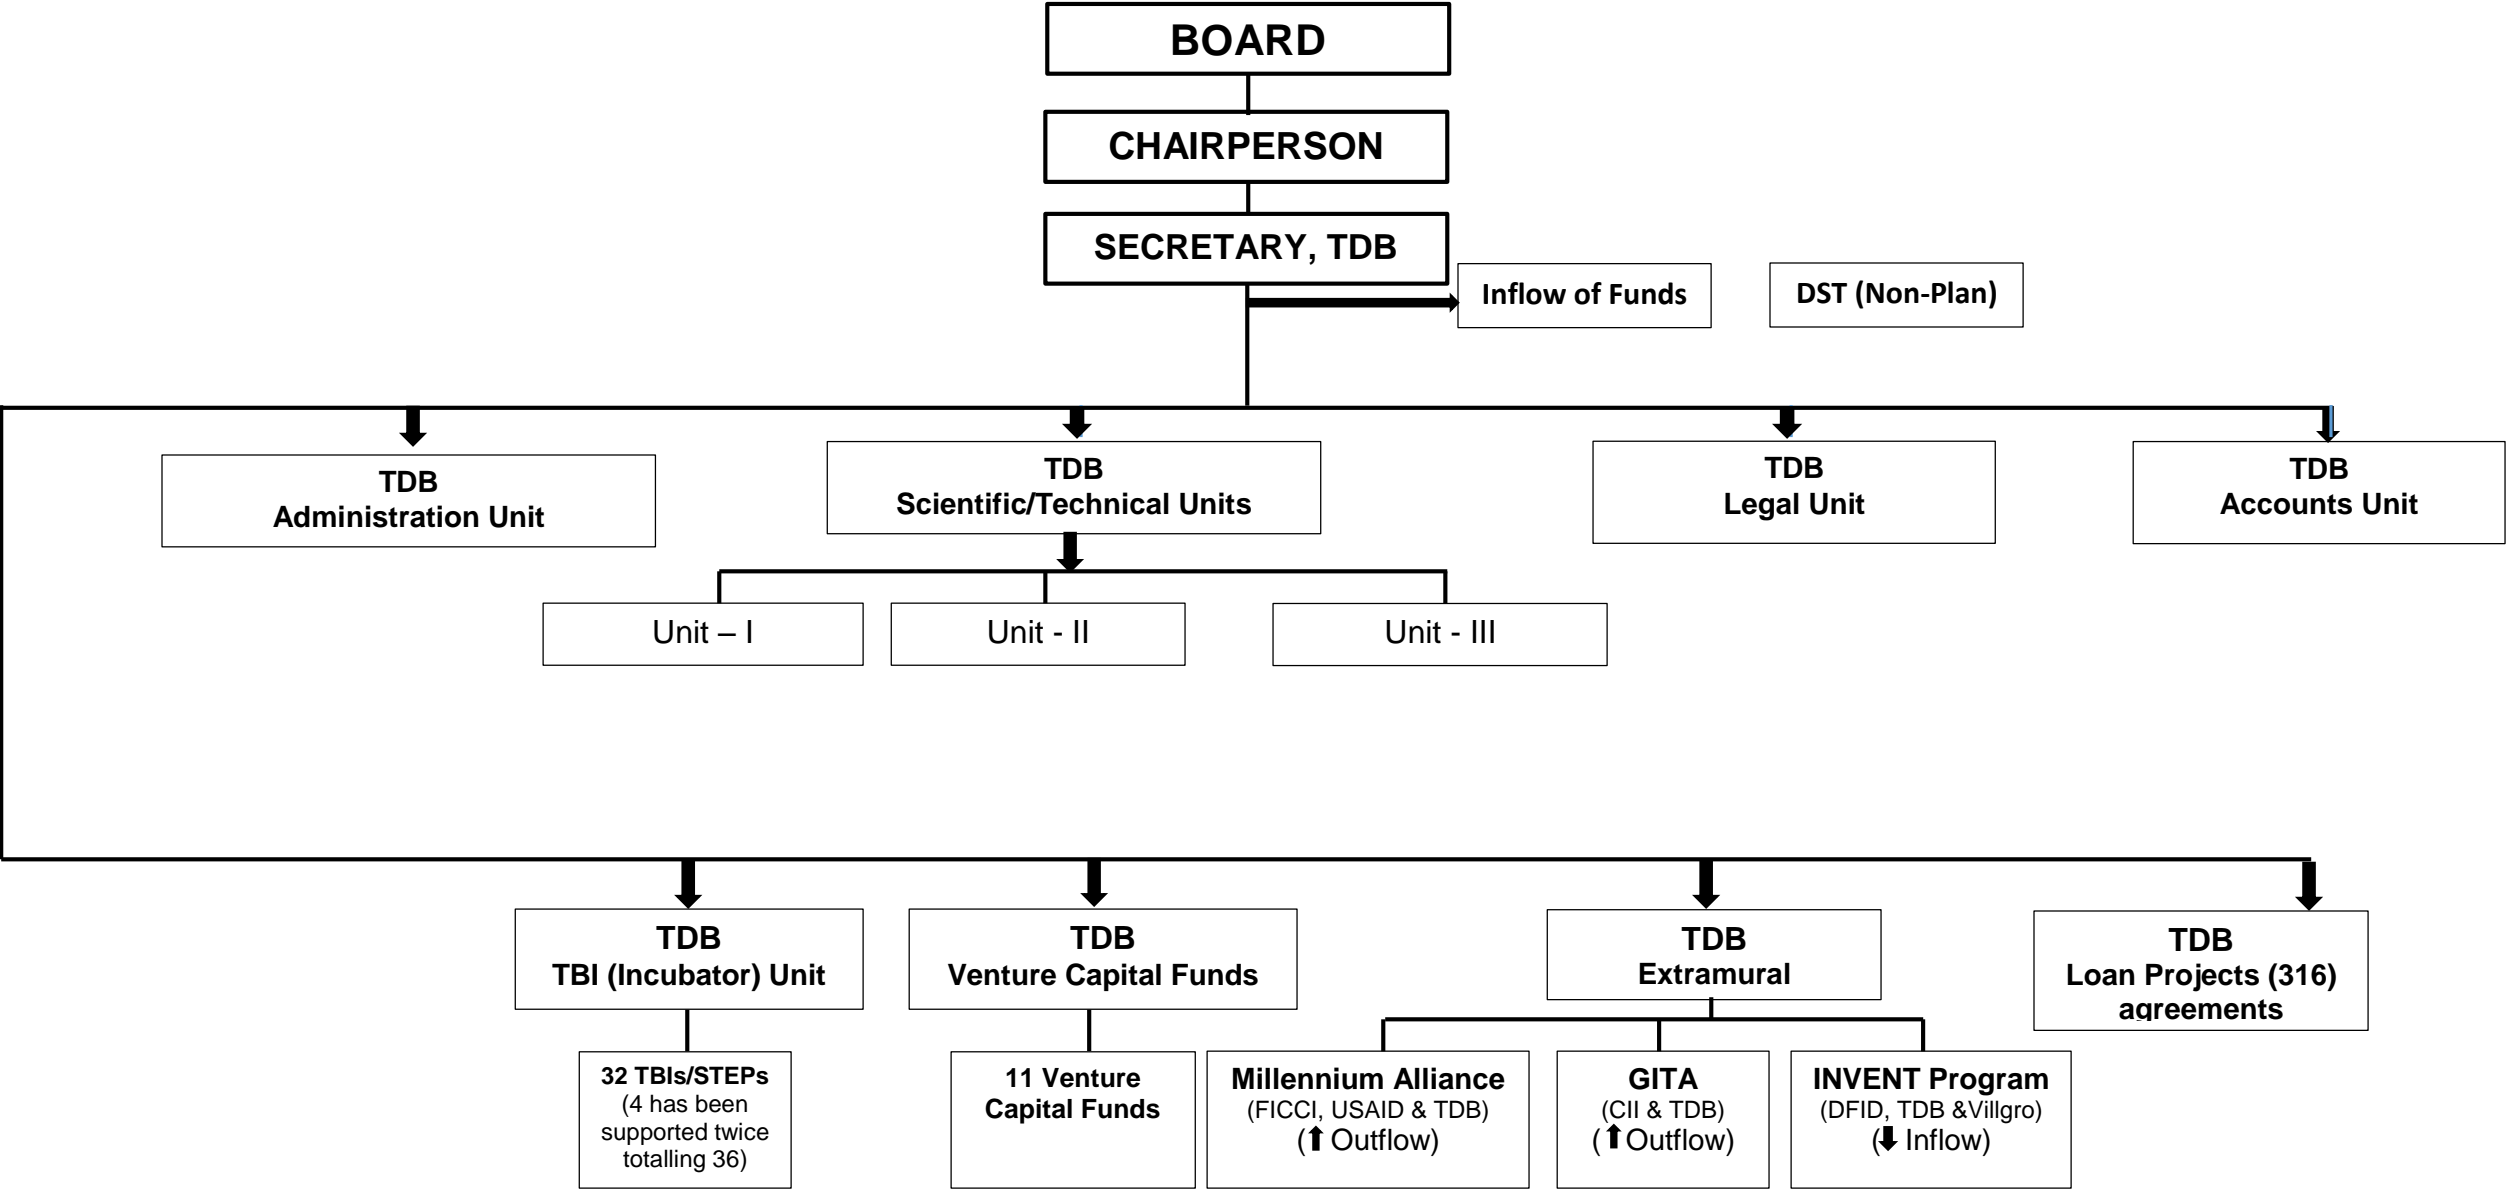 BOARD
CHAIRPERSON
SECRETARY, TDB
Inflow of Funds
DST (Non-Plan)
TDB
Administration Unit
TDB
Scientific/Technical Units
TDB
Legal Unit
TDB
Accounts Unit
Unit – I
Unit - II
Unit - III
TDB
TBI (Incubator) Unit
TDB
Venture Capital Funds
TDB
Extramural
TDB
Loan Projects (316)
agreements
32 TBIs/STEPs
(4 has been
supported twice
totalling 36)
11 Venture
Capital Funds
Millennium Alliance
(FICCI, USAID & TDB)
(⬆ Outflow)
GITA
(CII & TDB)
(⬆ Outflow)
INVENT Program
(DFID, TDB &Villgro)
(⬇ Inflow)